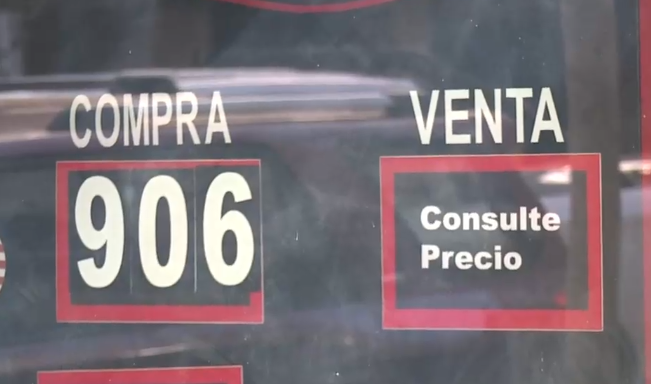 COMPRA
VENTA
906
Consulte
Precio